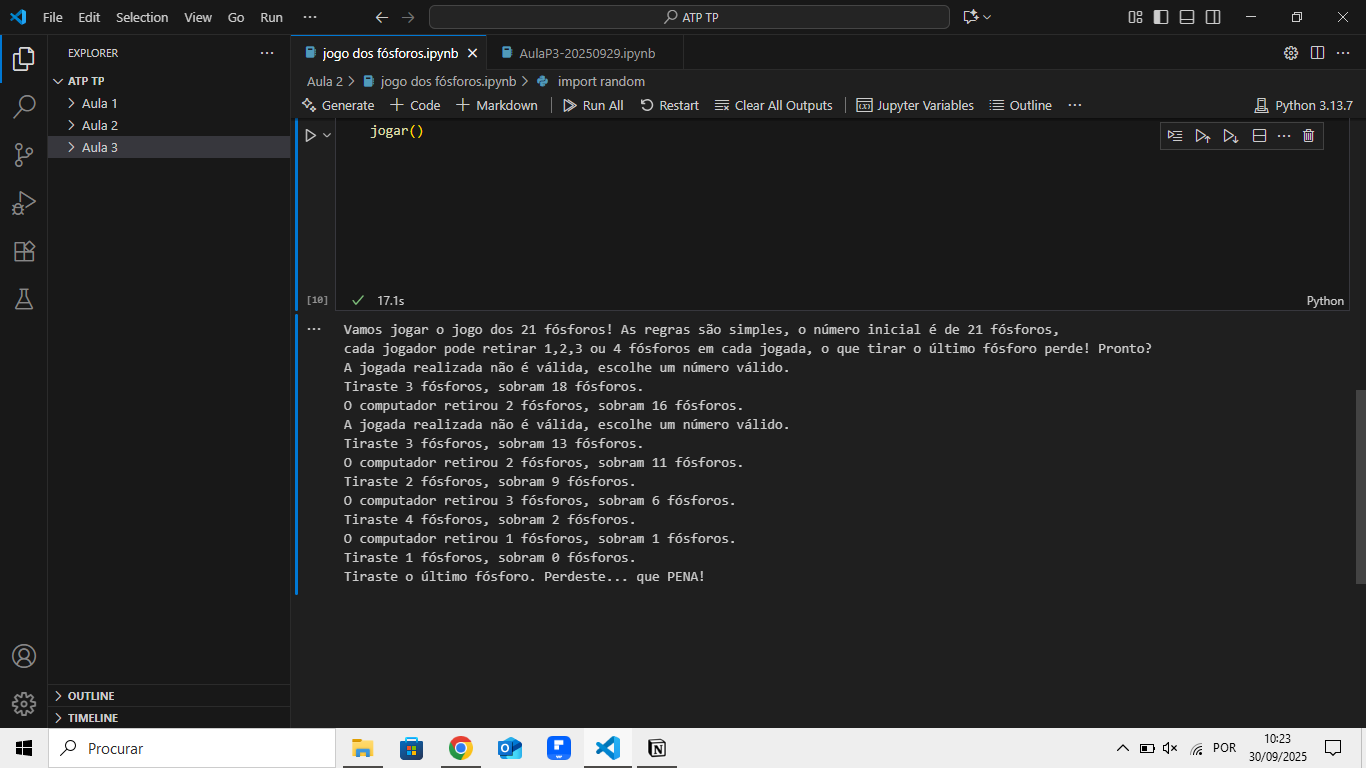 File Edit Selection View Go Run ··· ATP TP
EXPLORER ···
ATP TP
Aula 1
Aula 2
Aula 3
OUTLINE
TIMELINE
jogo dos fósforos.ipynb AulaP3-20250929.ipynb
Aula 2 > jogo dos fósforos.ipynb > import random
Generate + Code + Markdown | Run All Restart Clear All Outputs | Jupyter Variables Outline ··· Python 3.13.7
jogar()
[10] 17.1s Python
Vamos jogar o jogo dos 21 fósforos! As regras são simples, o número inicial é de 21 fósforos,
cada jogador pode retirar 1,2,3 ou 4 fósforos em cada jogada, o que tirar o último fósforo perde! Pronto?
A jogada realizada não é válida, escolhe um número válido.
Tiraste 3 fósforos, sobram 18 fósforos.
O computador retirou 2 fósforos, sobram 16 fósforos.
A jogada realizada não é válida, escolhe um número válido.
Tiraste 3 fósforos, sobram 13 fósforos.
O computador retirou 2 fósforos, sobram 11 fósforos.
Tiraste 2 fósforos, sobram 9 fósforos.
O computador retirou 3 fósforos, sobram 6 fósforos.
Tiraste 4 fósforos, sobram 2 fósforos.
O computador retirou 1 fósforos, sobram 1 fósforos.
Tiraste 1 fósforos, sobram 0 fósforos.
Tiraste o último fósforo. Perdeste... que PENA!
Procurar
POR
10:23
30/09/2025